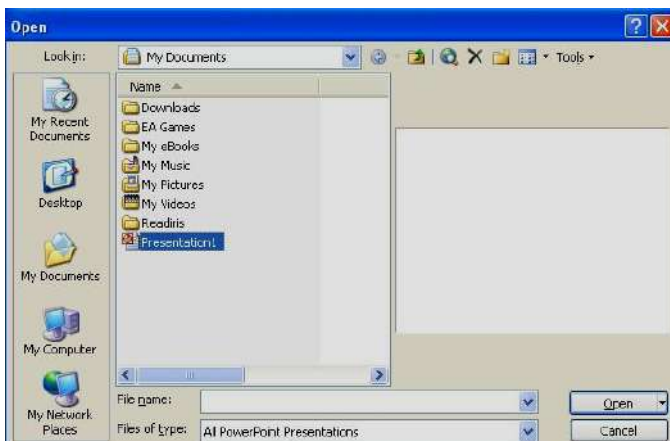 Open
Look in:
My Documents
Tools
My Recent
Documents
Desktop
My Documents
My Computer
My Network
Places
Name
Downloads
EA Games
My eBooks
My Music
My Pictures
My Videos
Readiris
Presentation1
File name:
Open
Files of type:
All PowerPoint Presentations
Cancel